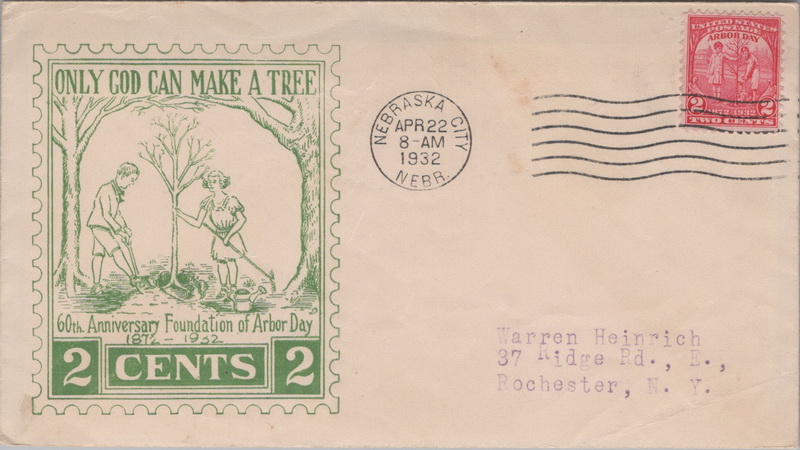 ONLY GOD CAN MAKE A TREE
60th. Anniversary Foundation of Arbor Day
1872 - 1932
2 CENTS 2
NEBRASKA CITY
APR 22
8-AM
1932
NEBR.
UNITED STATES
POSTAGE
ARBOR DAY
2 1872-1932 2
TWO CENTS
Warren Heinrich
37 Ridge Rd., E.,
Rochester, N. Y.